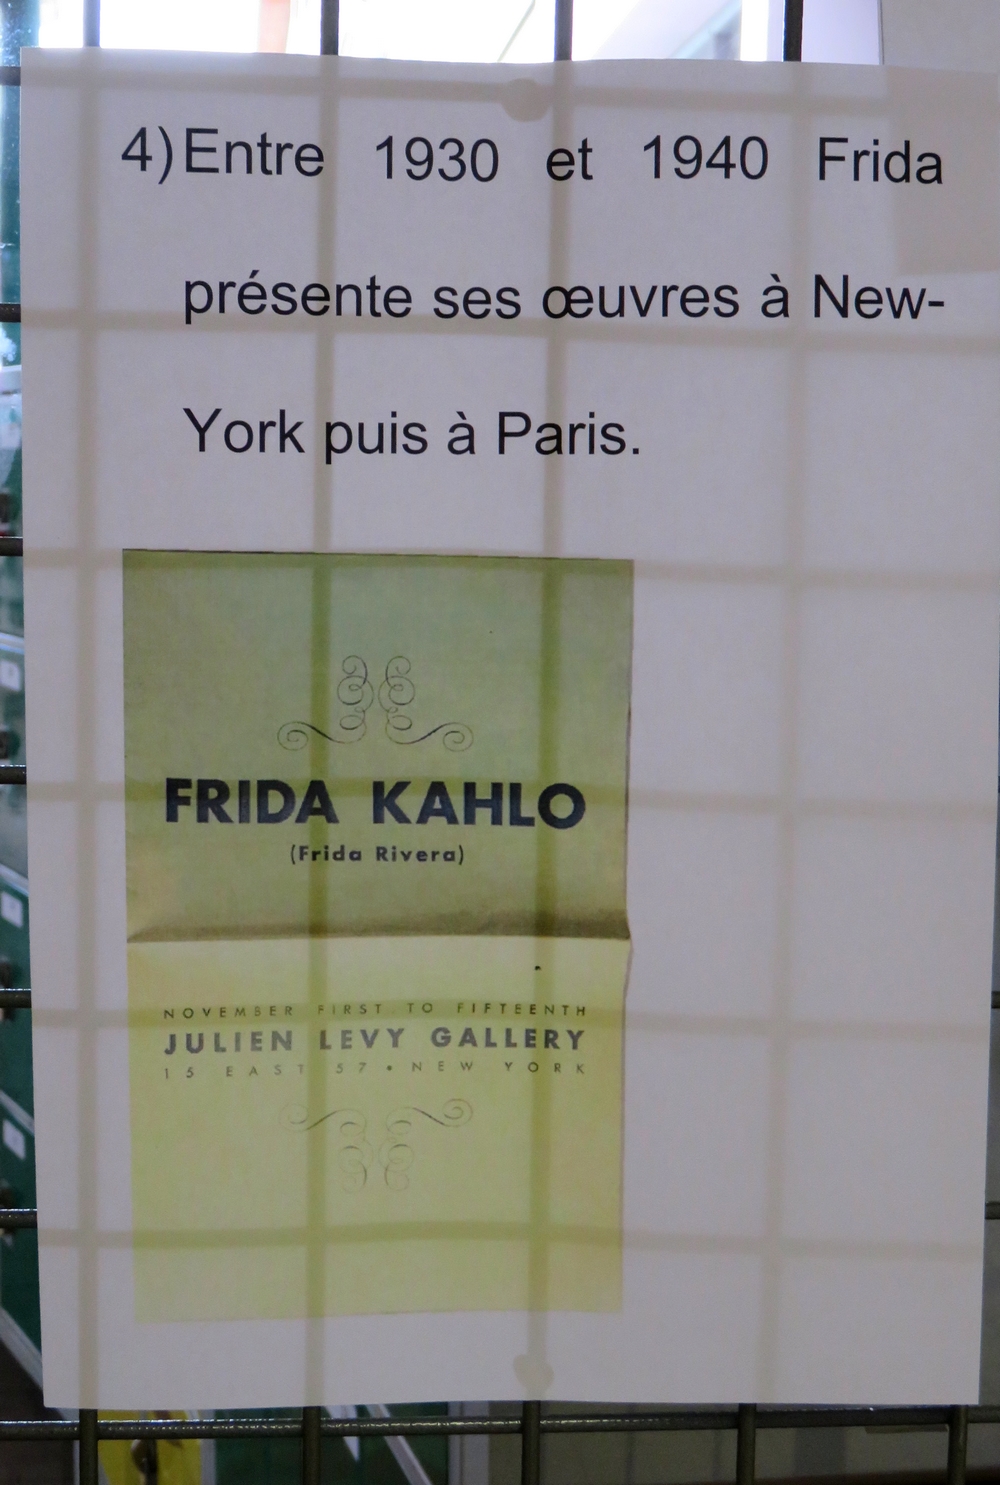 4) Entre 1930 et 1940 Frida
présente ses œuvres à New-
York puis à Paris.
FRIDA KAHLO
(Frida Rivera)
NOVEMBER FIRST TO FIFTEENTH
JULIEN LEVY GALLERY
15 EAST 57 • NEW YORK